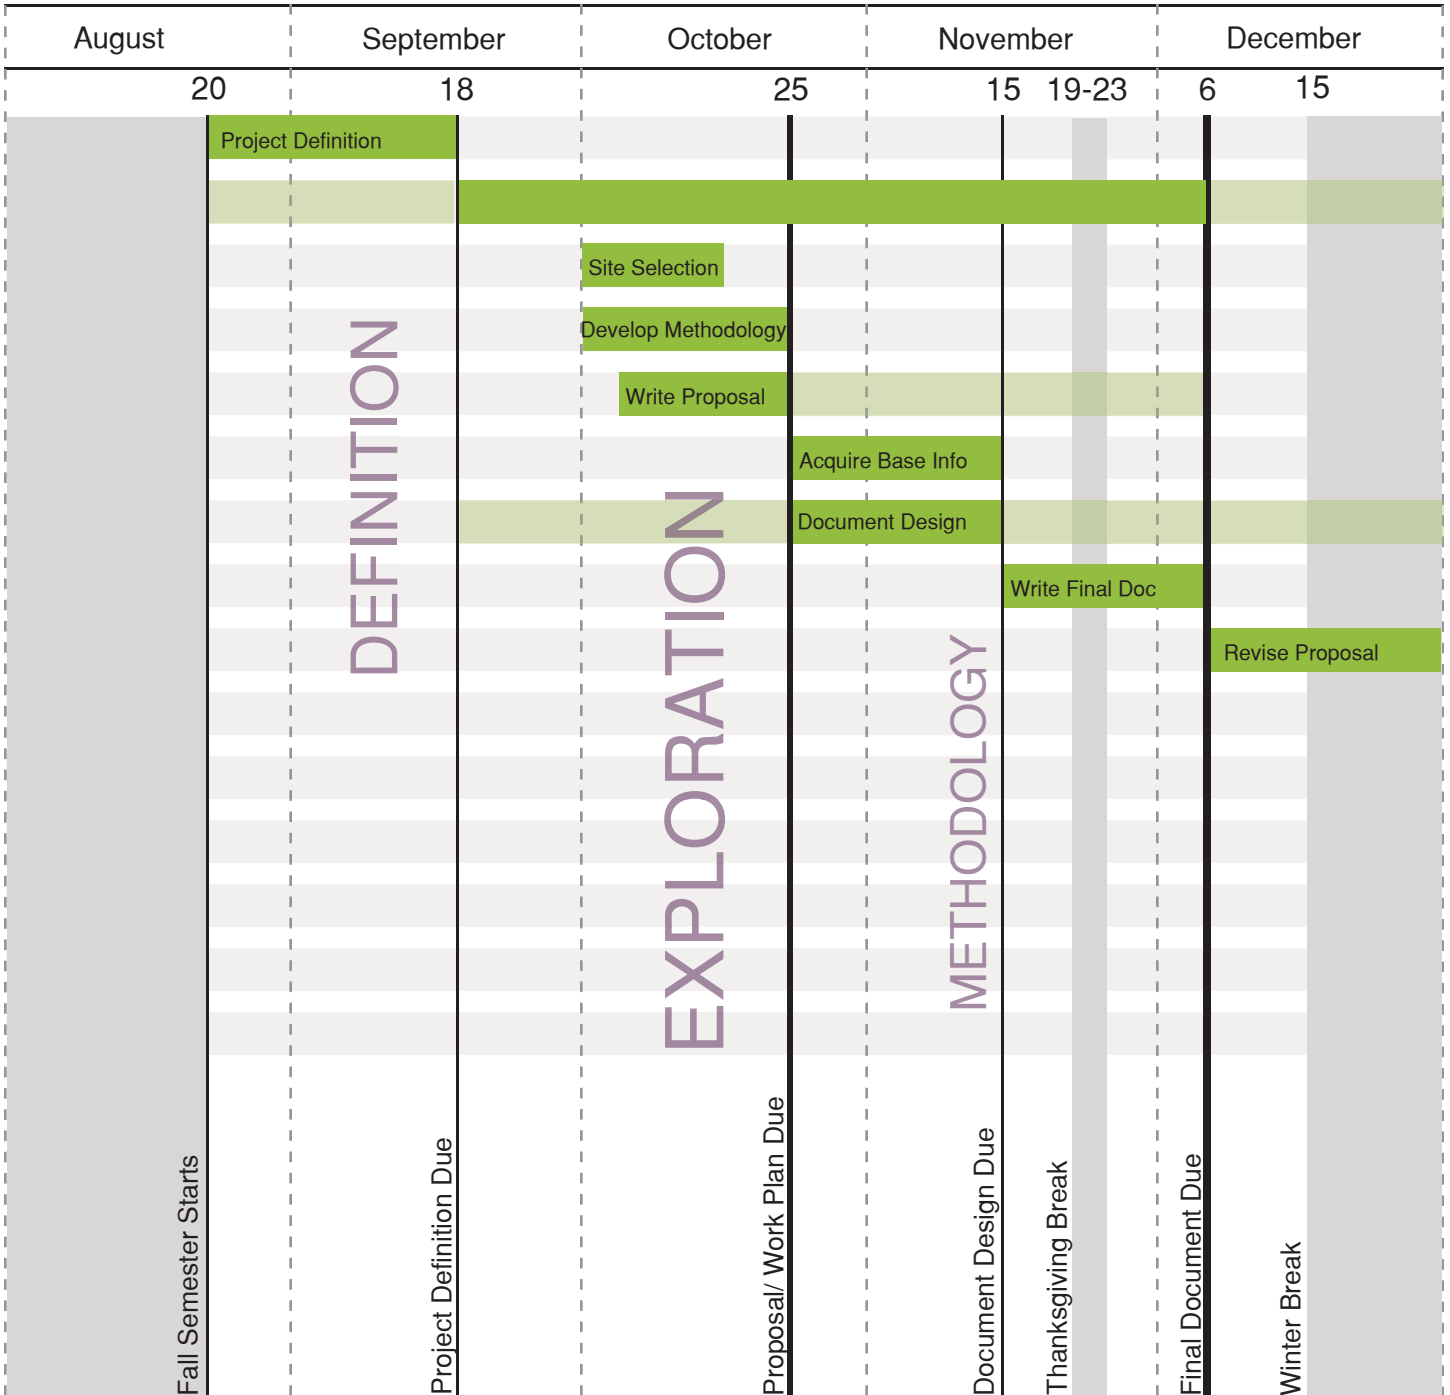 August
September
October
November
December
20
18
25
15
19-23
6
15
Project Definition
Site Selection
Develop Methodology
Write Proposal
Acquire Base Info
Document Design
Write Final Doc
Revise Proposal
DEFINITION
EXPLORATION
METHODOLOGY
Fall Semester Starts
Project Definition Due
Proposal/ Work Plan Due
Document Design Due
Thanksgiving Break
Final Document Due
Winter Break